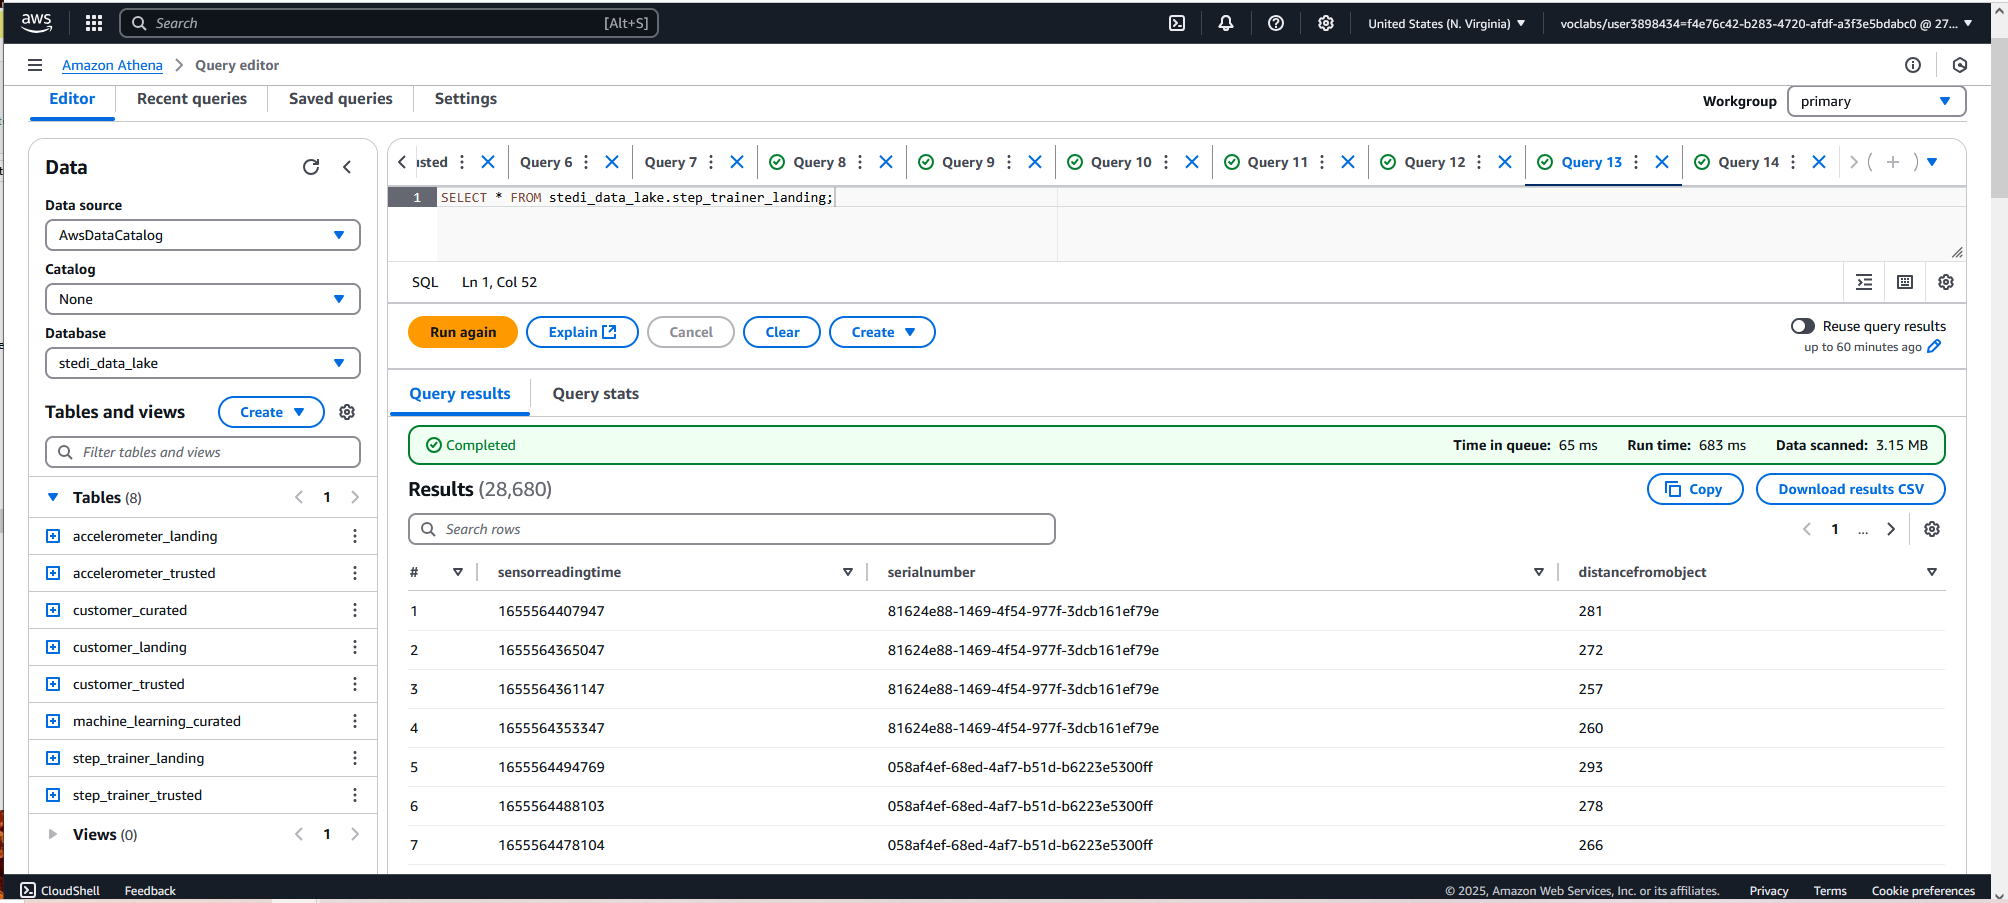 aws
Search [Alt+S]
United States (N. Virginia)
voclabs/user3898434=f4e76c42-b283-4720-afdf-a3f3e5bdabc0 @ 27...
Amazon Athena > Query editor
Editor
Recent queries
Saved queries
Settings
Workgroup
primary
Data
Data source
AwsDataCatalog
Catalog
None
Database
stedi_data_lake
Tables and views
Create
Filter tables and views
Tables (8)
1
accelerometer_landing
accelerometer_trusted
customer_curated
customer_landing
customer_trusted
machine_learning_curated
step_trainer_landing
step_trainer_trusted
Views (0)
1
usted
Query 6
Query 7
Query 8
Query 9
Query 10
Query 11
Query 12
Query 13
Query 14
1 SELECT * FROM stedi_data_lake.step_trainer_landing;
SQL Ln 1, Col 52
Run again
Explain
Cancel
Clear
Create
Reuse query results
up to 60 minutes ago
Query results
Query stats
Completed
Time in queue: 65 ms
Run time: 683 ms
Data scanned: 3.15 MB
Results (28,680)
Copy
Download results CSV
Search rows
1 ...
# sensorreadingtime serialnumber distancefromobject
1 1655564407947 81624e88-1469-4f54-977f-3dcb161ef79e 281
2 1655564365047 81624e88-1469-4f54-977f-3dcb161ef79e 272
3 1655564361147 81624e88-1469-4f54-977f-3dcb161ef79e 257
4 1655564353347 81624e88-1469-4f54-977f-3dcb161ef79e 260
5 1655564494769 058af4ef-68ed-4af7-b51d-b6223e5300ff 293
6 1655564488103 058af4ef-68ed-4af7-b51d-b6223e5300ff 278
7 1655564478104 058af4ef-68ed-4af7-b51d-b6223e5300ff 266
CloudShell
Feedback
© 2025, Amazon Web Services, Inc. or its affiliates.
Privacy
Terms
Cookie preferences